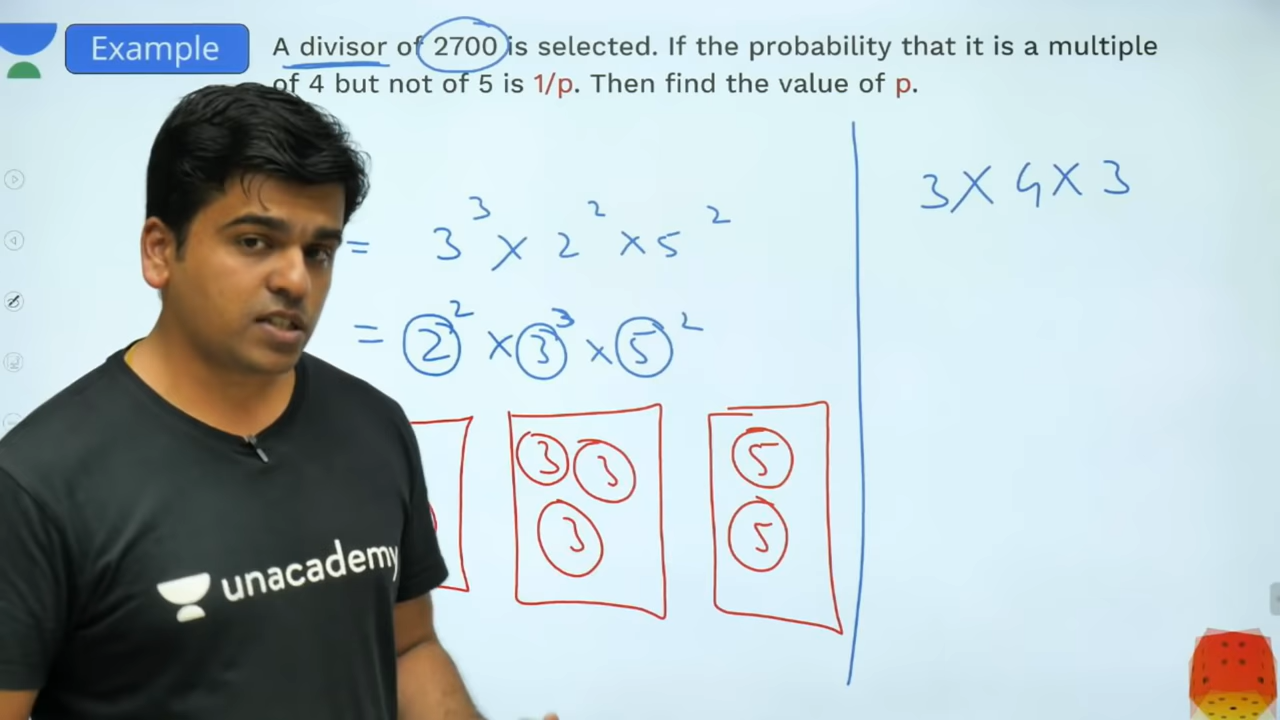 Example
A divisor of 2700 is selected. If the probability that it is a multiple
of 4 but not of 5 is 1/p. Then find the value of p.
= 3³ × 2² × 5²
= 2² × 3³ × 5²
3 3
3
5
5
3 × 4 × 3
unacademy